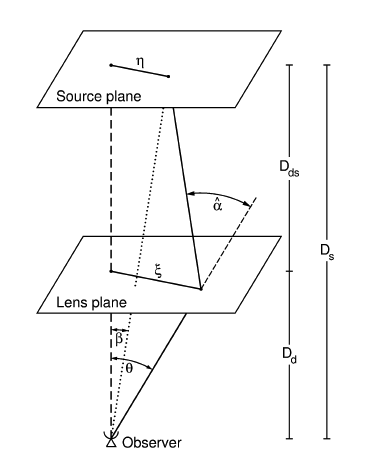 η
Source plane
D_ds
α̂
D_s
ξ
Lens plane
β
D_d
θ
Observer